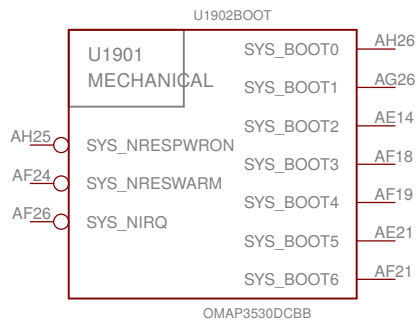 U1902BOOT
U1901
MECHANICAL
SYS_BOOT0 AH26
SYS_BOOT1 AG26
SYS_BOOT2 AE14
AH25 SYS_NRESPWRON
SYS_BOOT3 AF18
AF24 SYS_NRESWARM
SYS_BOOT4 AF19
AF26 SYS_NIRQ
SYS_BOOT5 AE21
SYS_BOOT6 AF21
OMAP3530DCBB